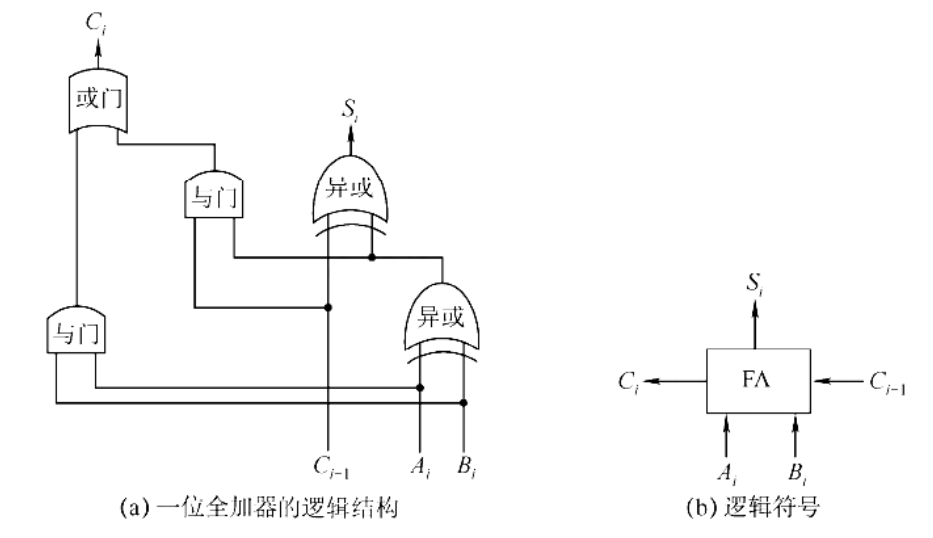 C_i
或门
S_i
与门
异或
异或
与门
C_{i-1}
A_i
B_i
(a) 一位全加器的逻辑结构
S_i
C_i
FA
C_{i-1}
A_i
B_i
(b) 逻辑符号